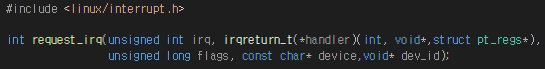 #include <linux/interrupt.h>
int request_irq(unsigned int irq, irqreturn_t(*handler)(int, void*,struct pt_regs*),
unsigned long flags, const char* device,void* dev_id);